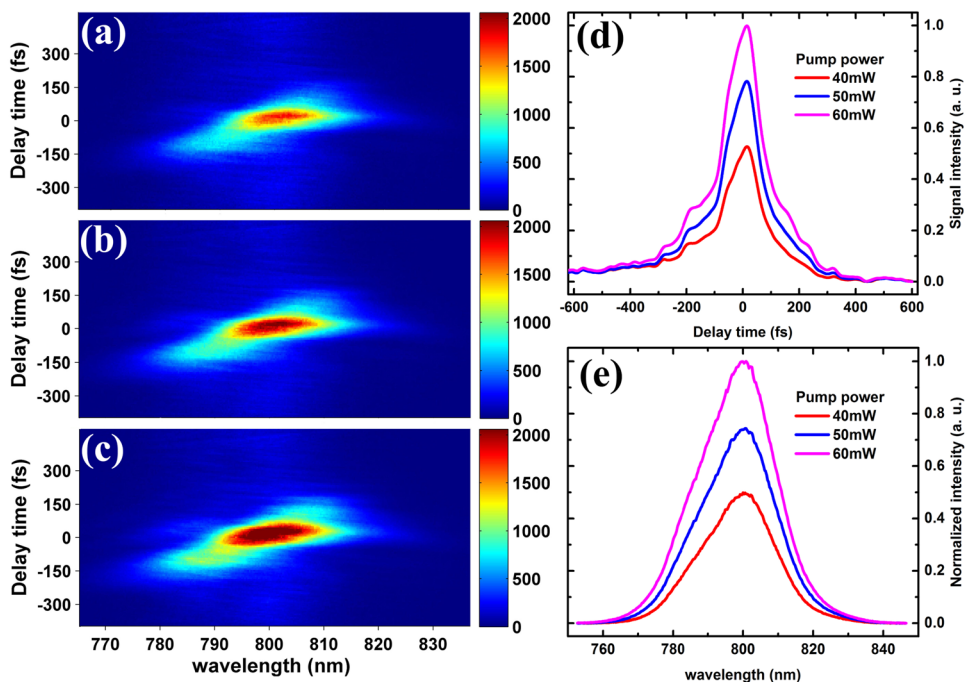 (a)
Delay time (fs)
300
150
0
-150
-300
2000
1500
1000
500
0
(b)
Delay time (fs)
300
150
0
-150
-300
2000
1500
1000
500
0
(c)
Delay time (fs)
300
150
0
-150
-300
2000
1500
1000
500
0
770 780 790 800 810 820 830
wavelength (nm)
(d)
Pump power
40mW
50mW
60mW
1.0
0.8
0.6
0.4
0.2
0.0
Signal intensity (a. u.)
-600 -400 -200 0 200 400 600
Delay time (fs)
(e)
Pump power
40mW
50mW
60mW
1.0
0.8
0.6
0.4
0.2
0.0
Normalized intensity (a. u.)
760 780 800 820 840
wavelength (nm)